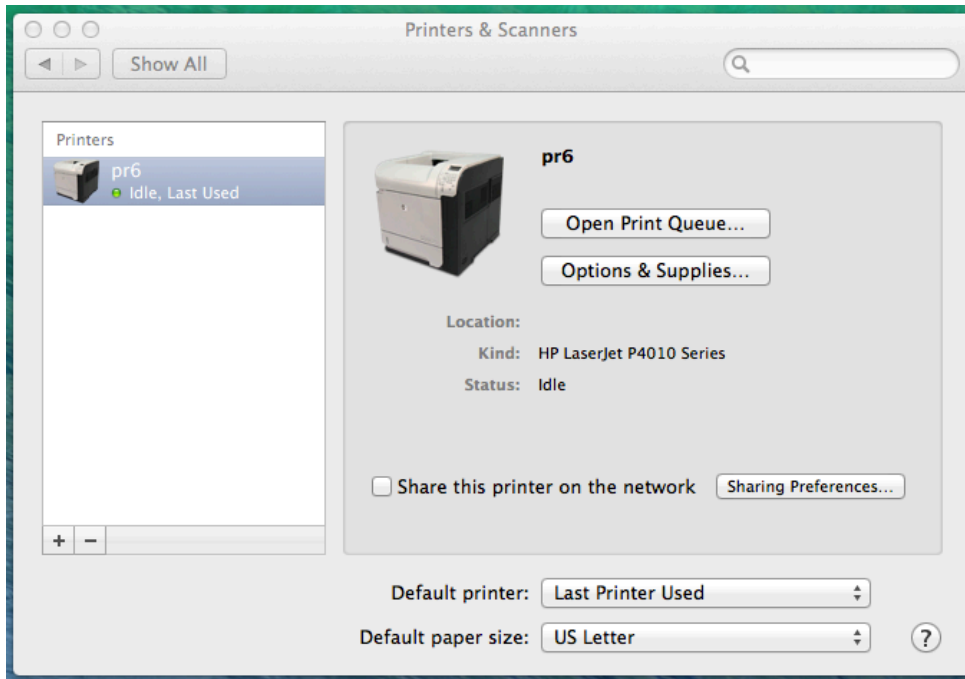 Printers & Scanners
Show All
Printers
pr6
Idle, Last Used
+ −
pr6
Open Print Queue...
Options & Supplies...
Location:
Kind: HP LaserJet P4010 Series
Status: Idle
Share this printer on the network Sharing Preferences...
Default printer: Last Printer Used
Default paper size: US Letter ?